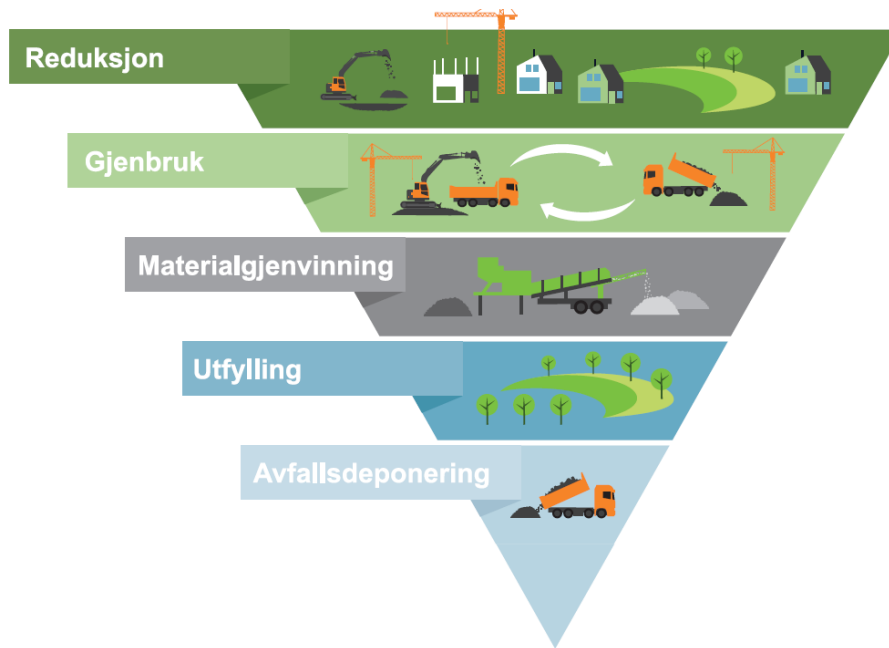 Reduksjon
Gjenbruk
Materialgjenvinning
Utfylling
Avfallsdeponering